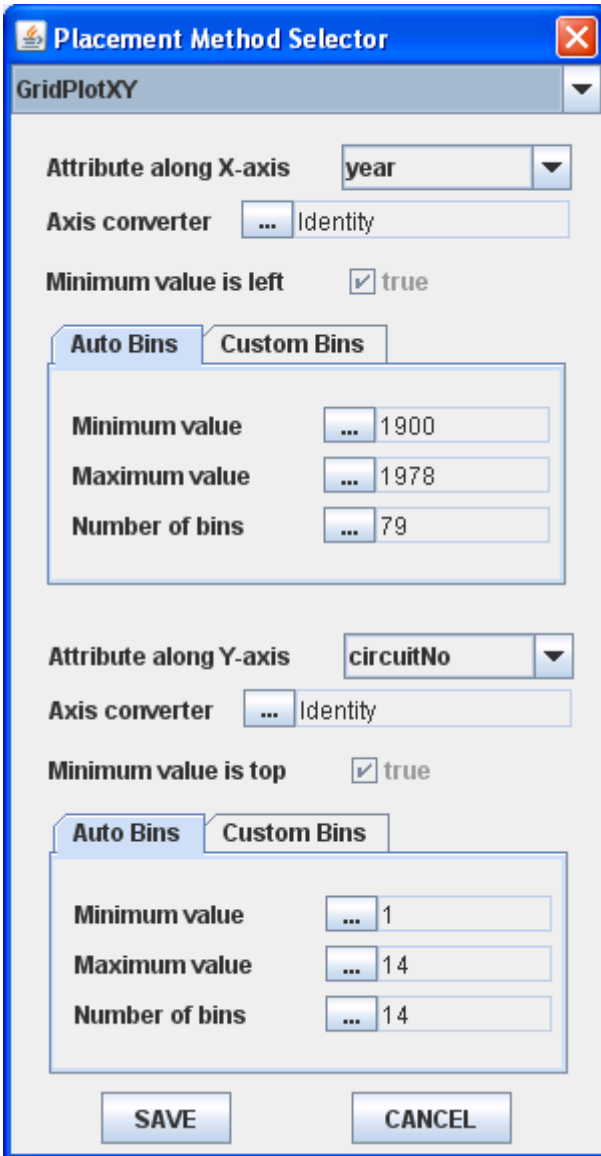 Placement Method Selector
GridPlotXY
Attribute along X-axis year
Axis converter ... Identity
Minimum value is left true
Auto Bins Custom Bins
Minimum value ... 1900
Maximum value ... 1978
Number of bins ... 79
Attribute along Y-axis circuitNo
Axis converter ... Identity
Minimum value is top true
Auto Bins Custom Bins
Minimum value ... 1
Maximum value ... 14
Number of bins ... 14
SAVE CANCEL